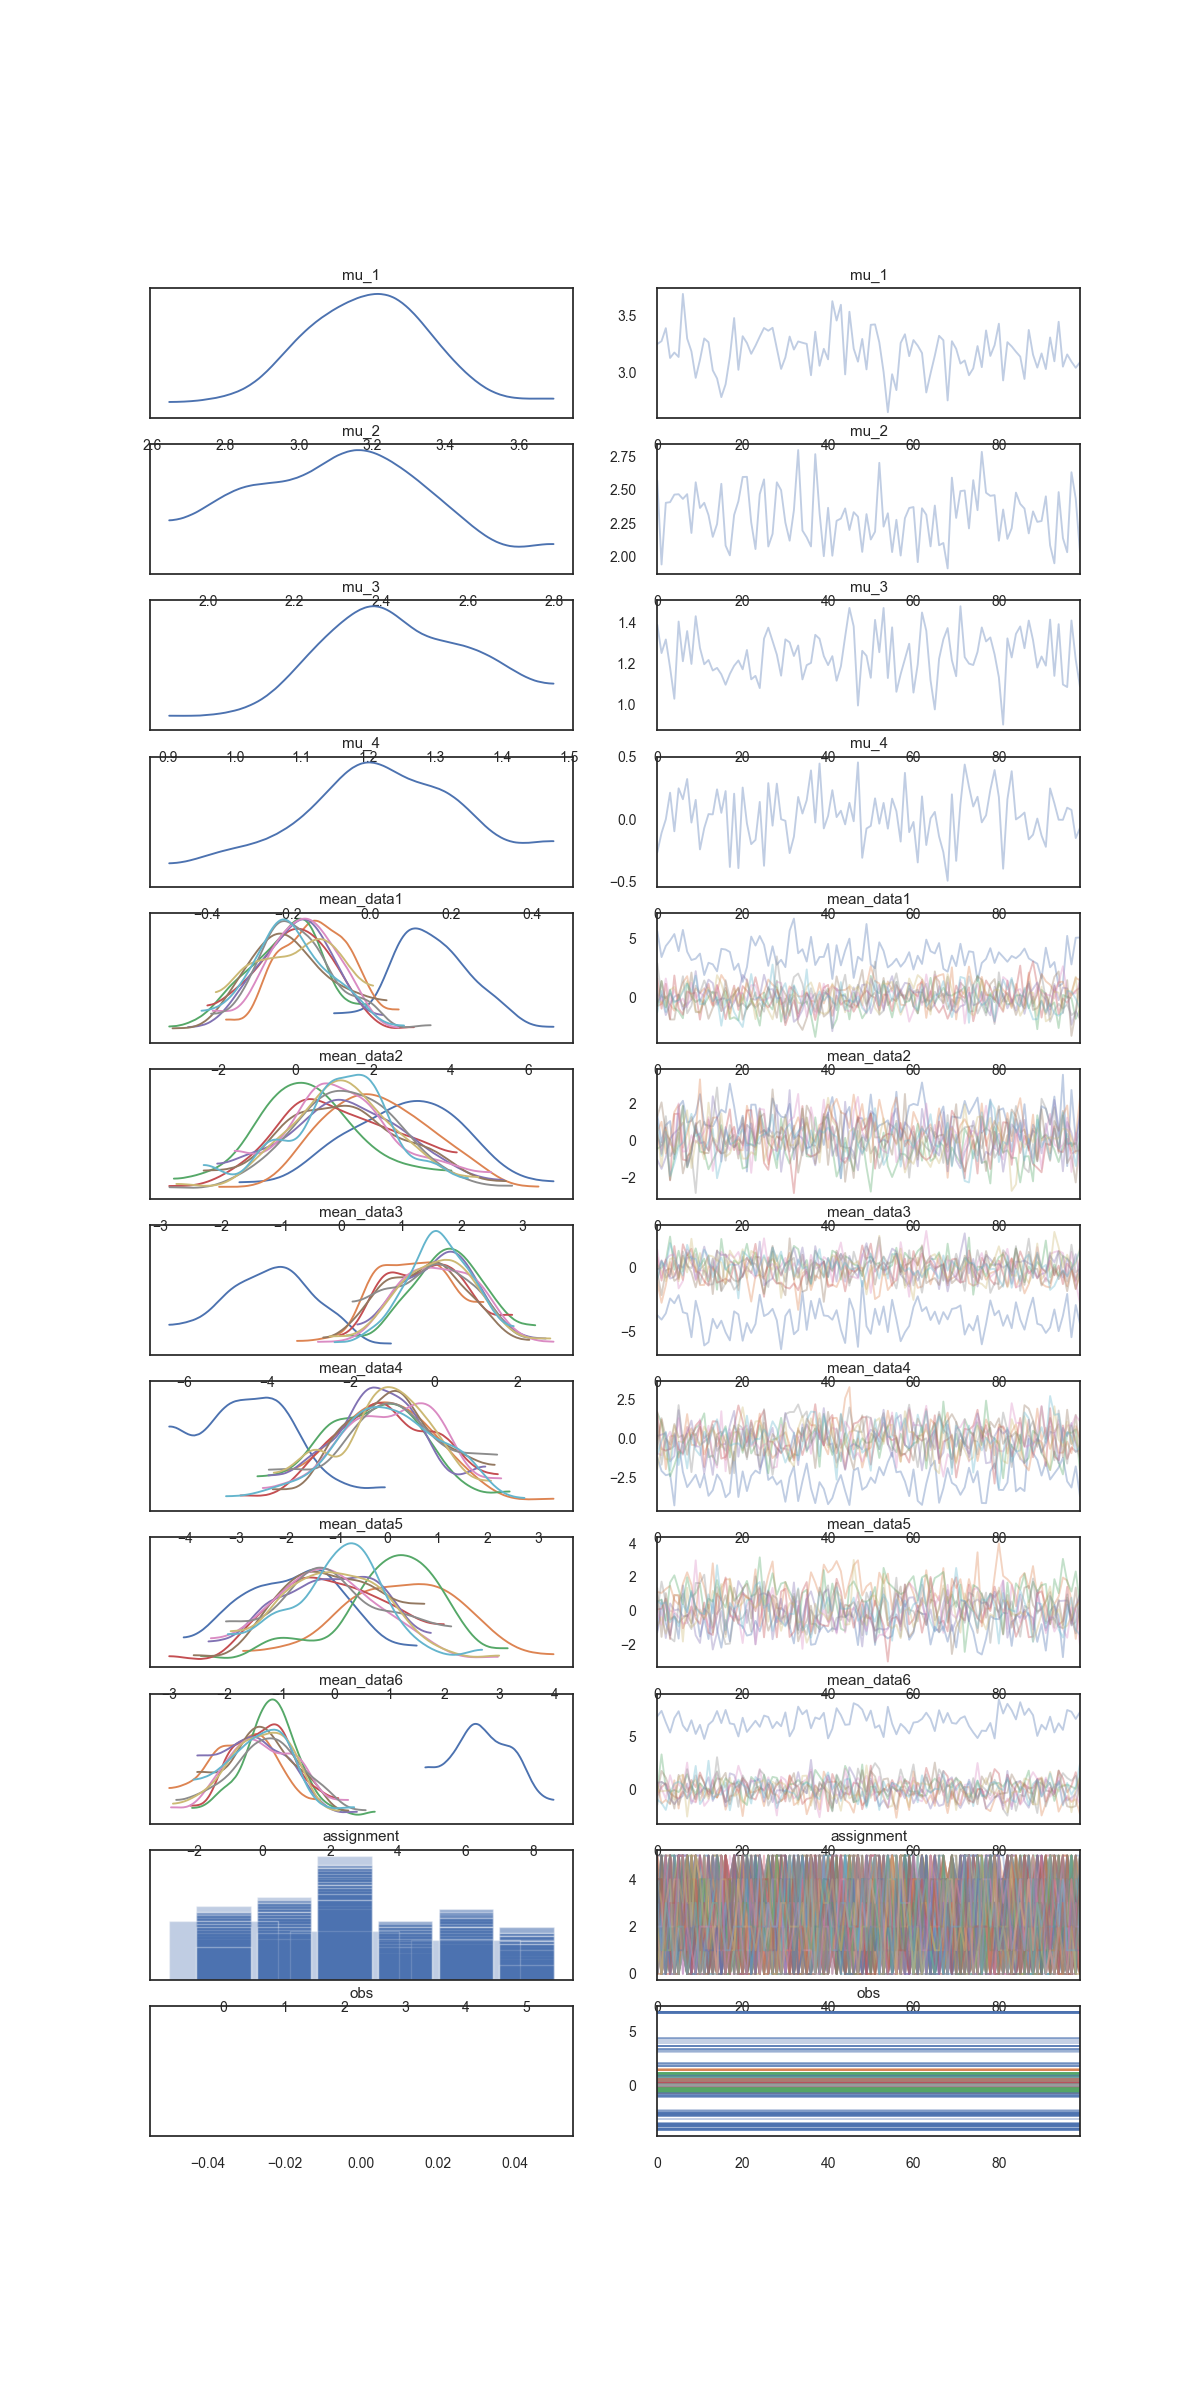 mu_1 mu_1
3.5
3.0
2.6 2.8 3.0 3.2 3.4 3.6 0 20 40 60 80
mu_2 mu_2
2.75
2.50
2.25
2.00
2.0 2.2 2.4 2.6 2.8 0 20 40 60 80
mu_3 mu_3
1.4
1.2
1.0
0.9 1.0 1.1 1.2 1.3 1.4 1.5 0 20 40 60 80
mu_4 mu_4
0.5
0.0
−0.5
−0.4 −0.2 0.0 0.2 0.4 0 20 40 60 80
mean_data1 mean_data1
5
0
−2 0 2 4 6 0 20 40 60 80
mean_data2 mean_data2
2
0
−2
−3 −2 −1 0 1 2 3 0 20 40 60 80
mean_data3 mean_data3
0
−5
−6 −4 −2 0 2 0 20 40 60 80
mean_data4 mean_data4
2.5
0.0
−2.5
−4 −3 −2 −1 0 1 2 3 0 20 40 60 80
mean_data5 mean_data5
4
2
0
−2
−3 −2 −1 0 1 2 3 4 0 20 40 60 80
mean_data6 mean_data6
5
0
−2 0 2 4 6 8 0 20 40 60 80
assignment assignment
4
2
0
0 1 2 3 4 5 0 20 40 60 80
obs obs
5
0
−0.04 −0.02 0.00 0.02 0.04 0 20 40 60 80